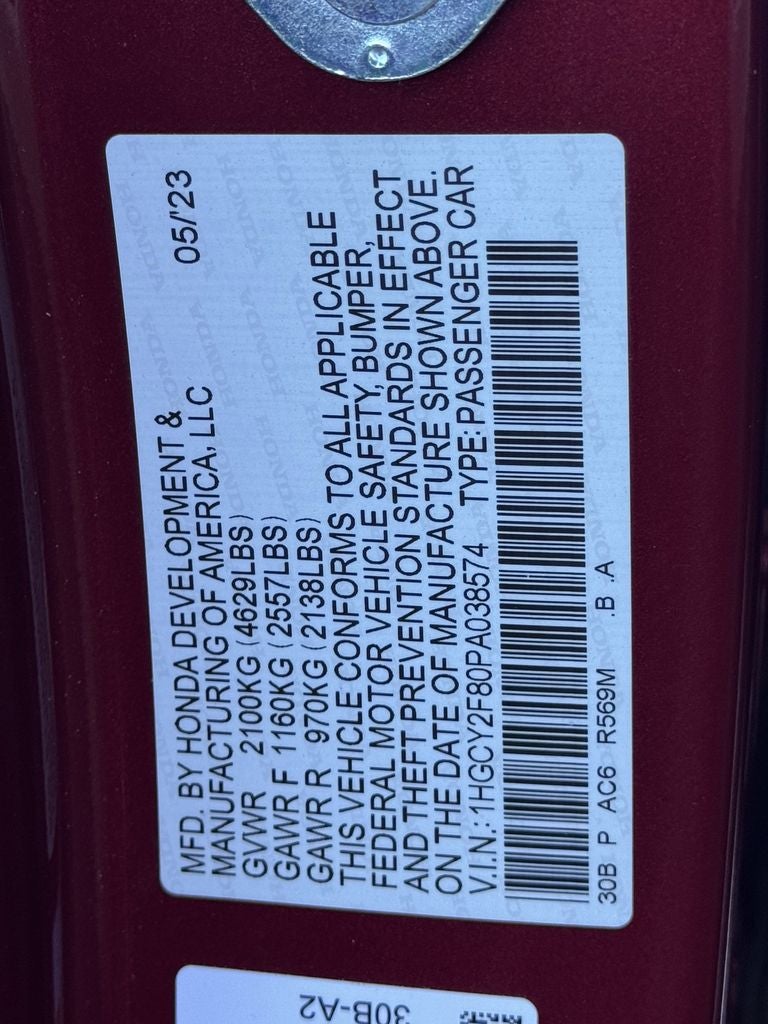 MFD. BY HONDA DEVELOPMENT & 05/'23
MANUFACTURING OF AMERICA, LLC
GVWR 2100KG (4629LBS)
GAWR F 1160KG (2557LBS)
GAWR R 970KG (2138LBS)
THIS VEHICLE CONFORMS TO ALL APPLICABLE
FEDERAL MOTOR VEHICLE SAFETY, BUMPER,
AND THEFT PREVENTION STANDARDS IN EFFECT
ON THE DATE OF MANUFACTURE SHOWN ABOVE.
V.I.N.: 1HGCY2F80PA038574 TYPE: PASSENGER CAR
30B P AC6 R569M .B .A
30B-A2